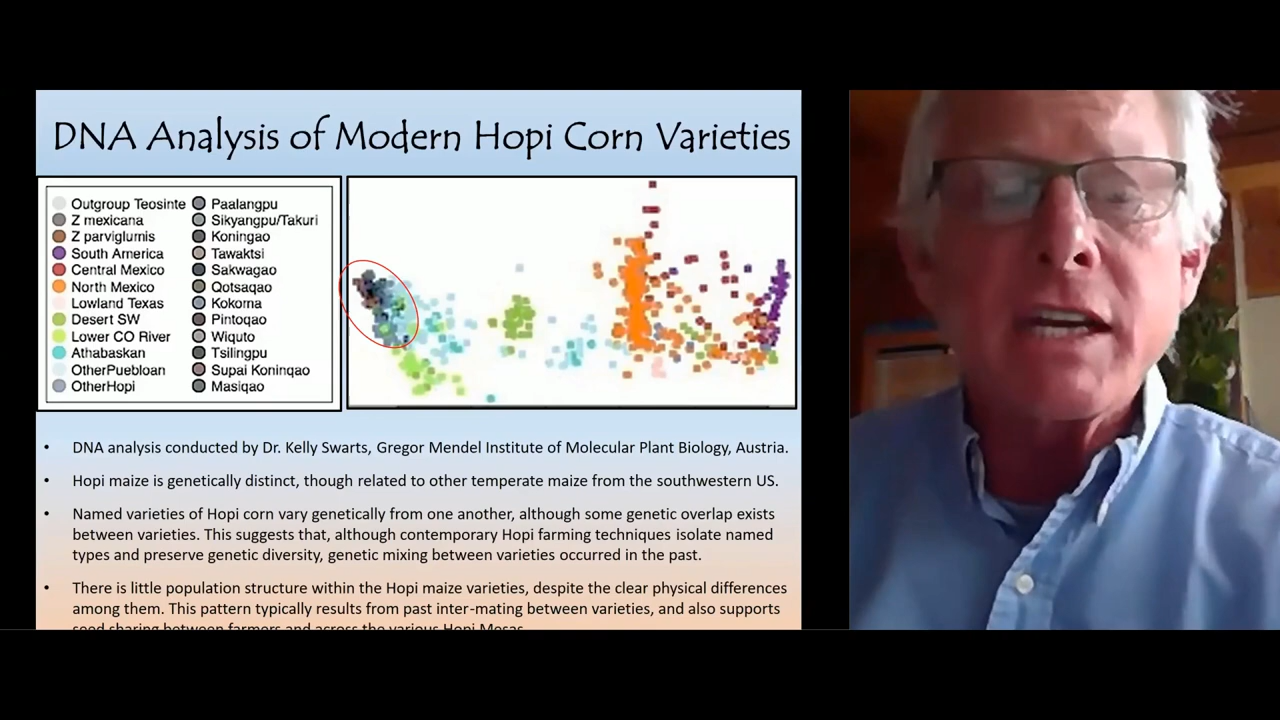 DNA Analysis of Modern Hopi Corn Varieties
Outgroup Teosinte
Z mexicana
Z parviglumis
South America
Central Mexico
North Mexico
Lowland Texas
Desert SW
Lower CO River
Athabaskan
OtherPuebloan
OtherHopi
Paalangpu
Sikyangpu/Takuri
Koningao
Tawaktsi
Sakwagao
Qotsaqao
Kokoma
Pintoqao
Wiquto
Tsilingpu
Supai Koninqao
Masiqao
• DNA analysis conducted by Dr. Kelly Swarts, Gregor Mendel Institute of Molecular Plant Biology, Austria.
• Hopi maize is genetically distinct, though related to other temperate maize from the southwestern US.
• Named varieties of Hopi corn vary genetically from one another, although some genetic overlap exists
between varieties. This suggests that, although contemporary Hopi farming techniques isolate named
types and preserve genetic diversity, genetic mixing between varieties occurred in the past.
• There is little population structure within the Hopi maize varieties, despite the clear physical differences
among them. This pattern typically results from past inter-mating between varieties, and also supports
seed sharing between farmers and across the various Hopi Mesas.